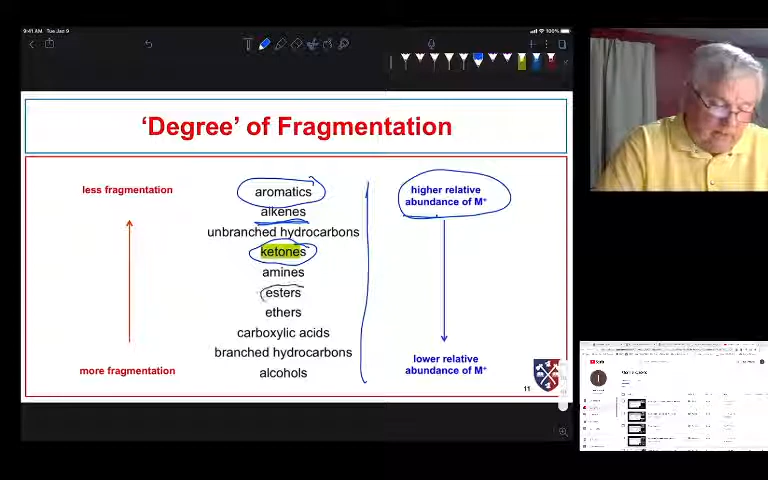 9:41 AM Tue Jan 9
100%
'Degree' of Fragmentation
less fragmentation
aromatics
higher relative
abundance of M⁺
alkenes
unbranched hydrocarbons
ketones
amines
esters
ethers
carboxylic acids
branched hydrocarbons
lower relative
abundance of M⁺
more fragmentation
alcohols
11